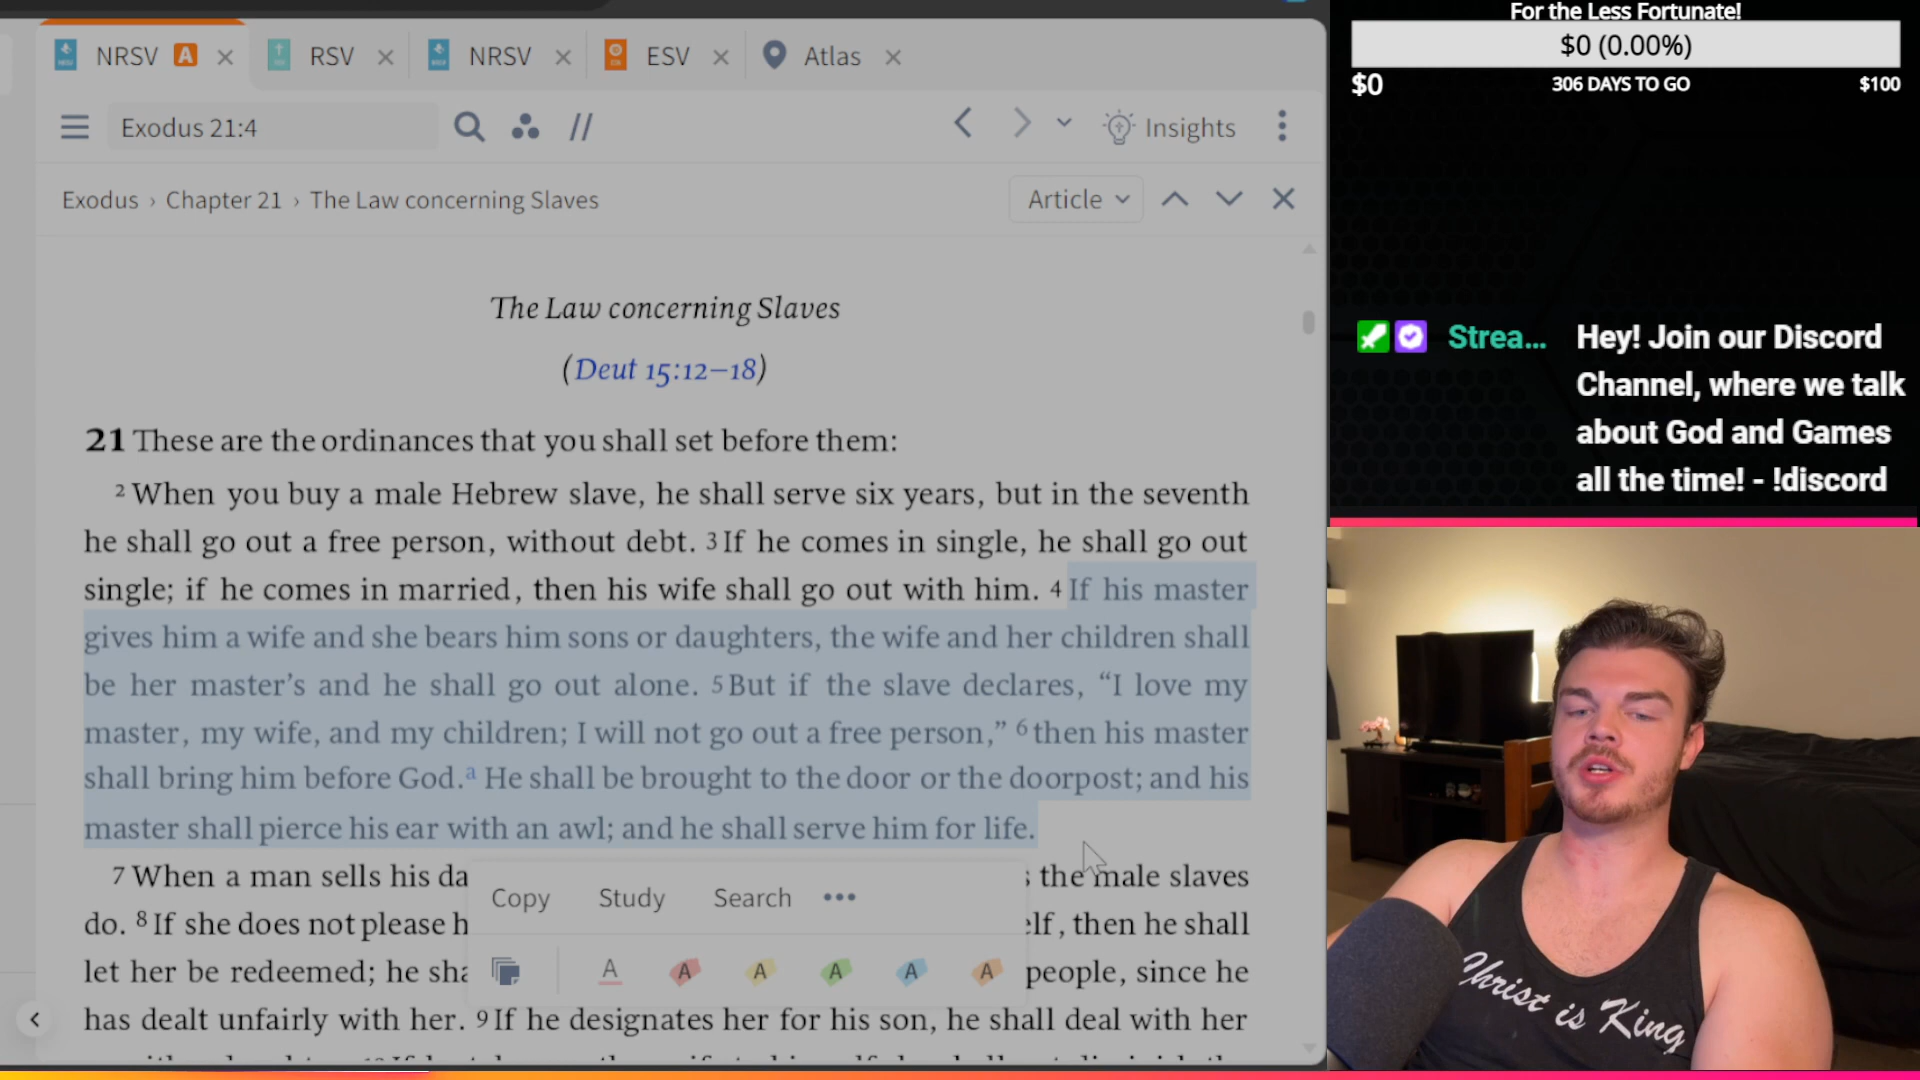 NRSV A
RSV
NRSV
ESV
Atlas
Exodus 21:4
Insights
Exodus › Chapter 21 › The Law concerning Slaves
Article
The Law concerning Slaves
(Deut 15:12–18)
21 These are the ordinances that you shall set before them:
2 When you buy a male Hebrew slave, he shall serve six years, but in the seventh
he shall go out a free person, without debt. 3 If he comes in single, he shall go out
single; if he comes in married, then his wife shall go out with him. 4 If his master
gives him a wife and she bears him sons or daughters, the wife and her children shall
be her master’s and he shall go out alone. 5 But if the slave declares, “I love my
master, my wife, and my children; I will not go out a free person,” 6 then his master
shall bring him before God.a He shall be brought to the door or the doorpost; and his
master shall pierce his ear with an awl; and he shall serve him for life.
7 When a man sells his da
the male slaves
do. 8 If she does not please h
elf, then he shall
let her be redeemed; he sha
people, since he
has dealt unfairly with her. 9 If he designates her for his son, he shall deal with her
Copy Study Search •••
A A A A A A
For the Less Fortunate!
$0 (0.00%)
$0 306 DAYS TO GO $100
Strea... Hey! Join our Discord
Channel, where we talk
about God and Games
all the time! - !discord
Christ is King